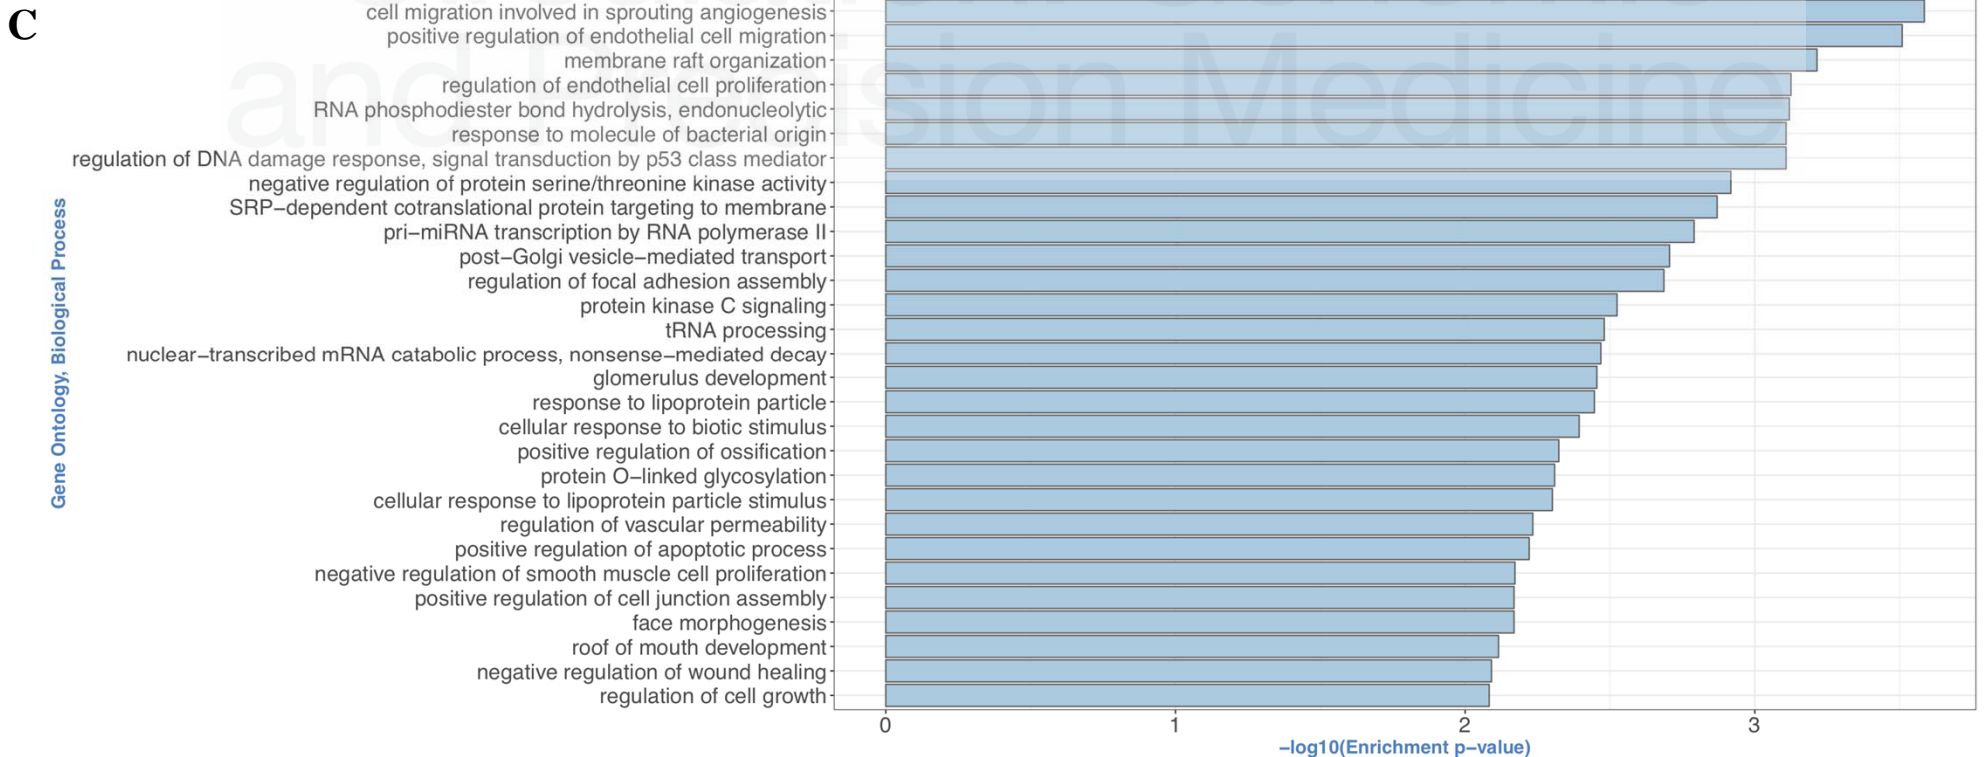 C
cell migration involved in sprouting angiogenesis
positive regulation of endothelial cell migration
membrane raft organization
regulation of endothelial cell proliferation
RNA phosphodiester bond hydrolysis, endonucleolytic
response to molecule of bacterial origin
regulation of DNA damage response, signal transduction by p53 class mediator
negative regulation of protein serine/threonine kinase activity
SRP−dependent cotranslational protein targeting to membrane
pri−miRNA transcription by RNA polymerase II
post−Golgi vesicle−mediated transport
regulation of focal adhesion assembly
protein kinase C signaling
tRNA processing
nuclear−transcribed mRNA catabolic process, nonsense−mediated decay
glomerulus development
response to lipoprotein particle
cellular response to biotic stimulus
positive regulation of ossification
protein O−linked glycosylation
cellular response to lipoprotein particle stimulus
regulation of vascular permeability
positive regulation of apoptotic process
negative regulation of smooth muscle cell proliferation
positive regulation of cell junction assembly
face morphogenesis
roof of mouth development
negative regulation of wound healing
regulation of cell growth
Gene Ontology, Biological Process
0 1 2 3
−log10(Enrichment p−value)
and Precision Medicine